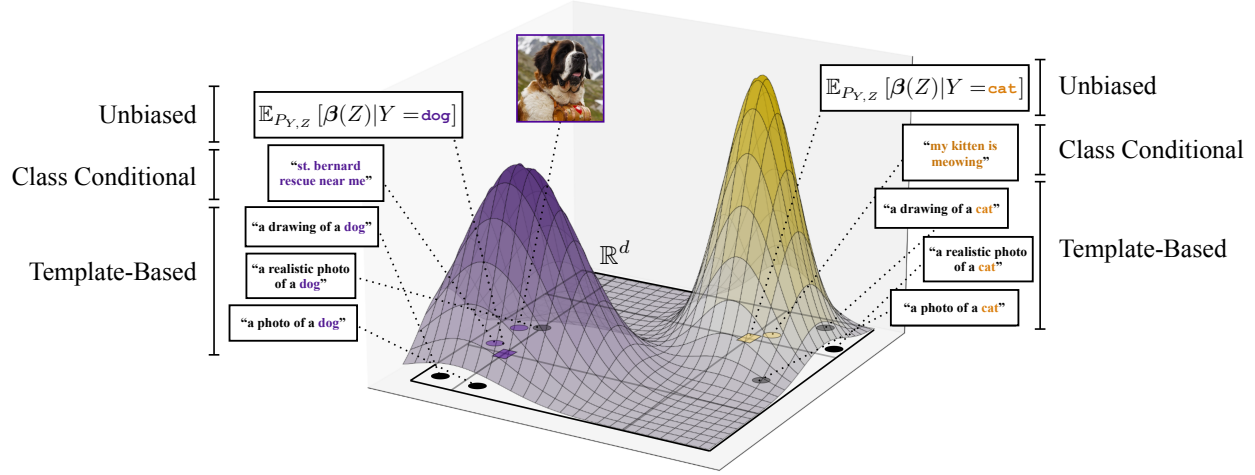 Unbiased
Class Conditional
Template-Based
𝔼_{P_{Y,Z}} [β(Z)|Y = dog]
“st. bernard
rescue near me”
“a drawing of a dog”
“a realistic photo
of a dog”
“a photo of a dog”
ℝ^d
𝔼_{P_{Y,Z}} [β(Z)|Y = cat]
“my kitten is
meowing”
“a drawing of a cat”
“a realistic photo
of a cat”
“a photo of a cat”
Unbiased
Class Conditional
Template-Based